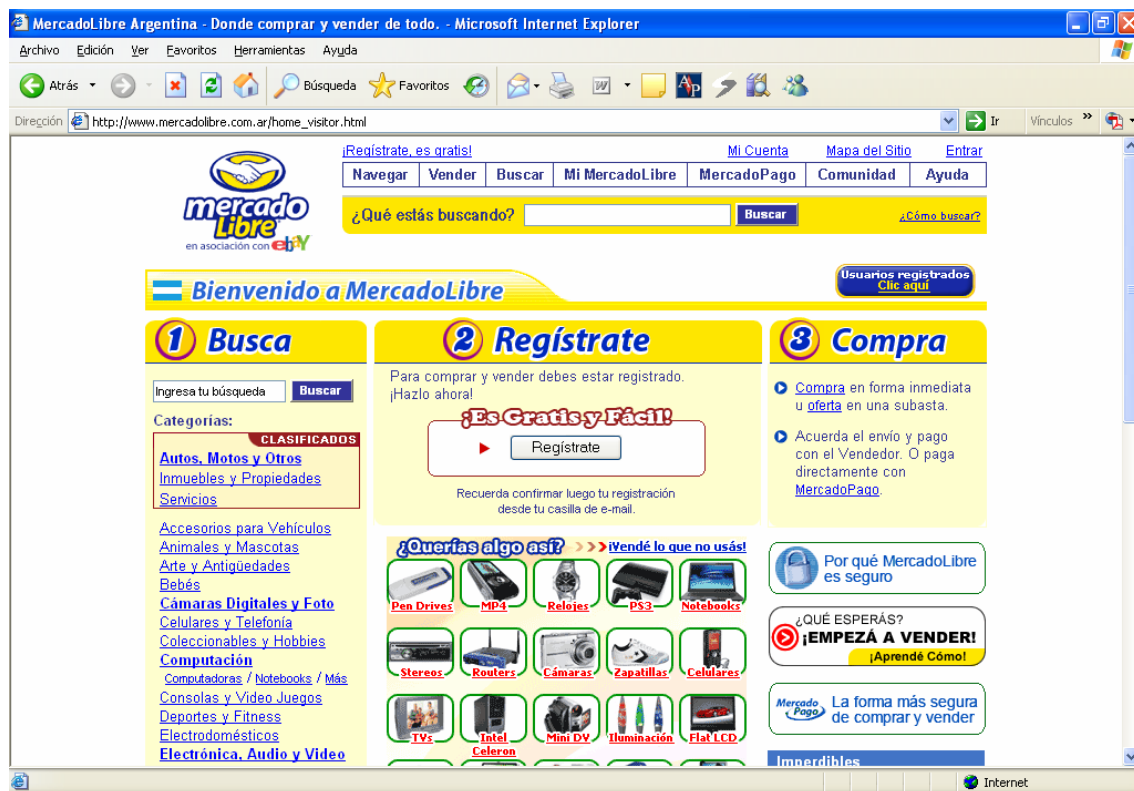 MercadoLibre Argentina - Donde comprar y vender de todo. - Microsoft Internet Explorer
Archivo Edición Ver Favoritos Herramientas Ayuda
Atrás Búsqueda Favoritos
Dirección http://www.mercadolibre.com.ar/home_visitor.html Ir Vínculos »
¡Regístrate, es gratis! Mi Cuenta Mapa del Sitio Entrar
Navegar Vender Buscar Mi MercadoLibre MercadoPago Comunidad Ayuda
mercado
Libre
en asociación con ebY
¿Qué estás buscando? Buscar ¿Cómo buscar?
Bienvenido a MercadoLibre
Usuarios registrados
Clic aquí
1 Busca
Ingresa tu búsqueda Buscar
Categorías:
CLASIFICADOS
Autos, Motos y Otros
Inmuebles y Propiedades
Servicios
Accesorios para Vehículos
Animales y Mascotas
Arte y Antigüedades
Bebés
Cámaras Digitales y Foto
Celulares y Telefonía
Coleccionables y Hobbies
Computación
Computadoras / Notebooks / Más
Consolas y Video Juegos
Deportes y Fitness
Electrodomésticos
Electrónica, Audio y Video
2 Regístrate
Para comprar y vender debes estar registrado.
¡Hazlo ahora!
¡Es Gratis y Fácil!
Regístrate
Recuerda confirmar luego tu registración
desde tu casilla de e-mail.
¿Querías algo así? >>> ¡Vendé lo que no usás!
Pen Drives MP4 Relojes PS3 Notebooks
Stereos Routers Cámaras Zapatillas Celulares
TVs Intel Celeron Mini DV Iluminación Flat LCD
3 Compra
Compra en forma inmediata
u oferta en una subasta.
Acuerda el envío y pago
con el Vendedor. O paga
directamente con
MercadoPago.
Por qué MercadoLibre
es seguro
¿QUÉ ESPERÁS?
¡EMPEZÁ A VENDER!
¡Aprendé Cómo!
Mercado Pago La forma más segura
de comprar y vender
Imperdibles
Internet